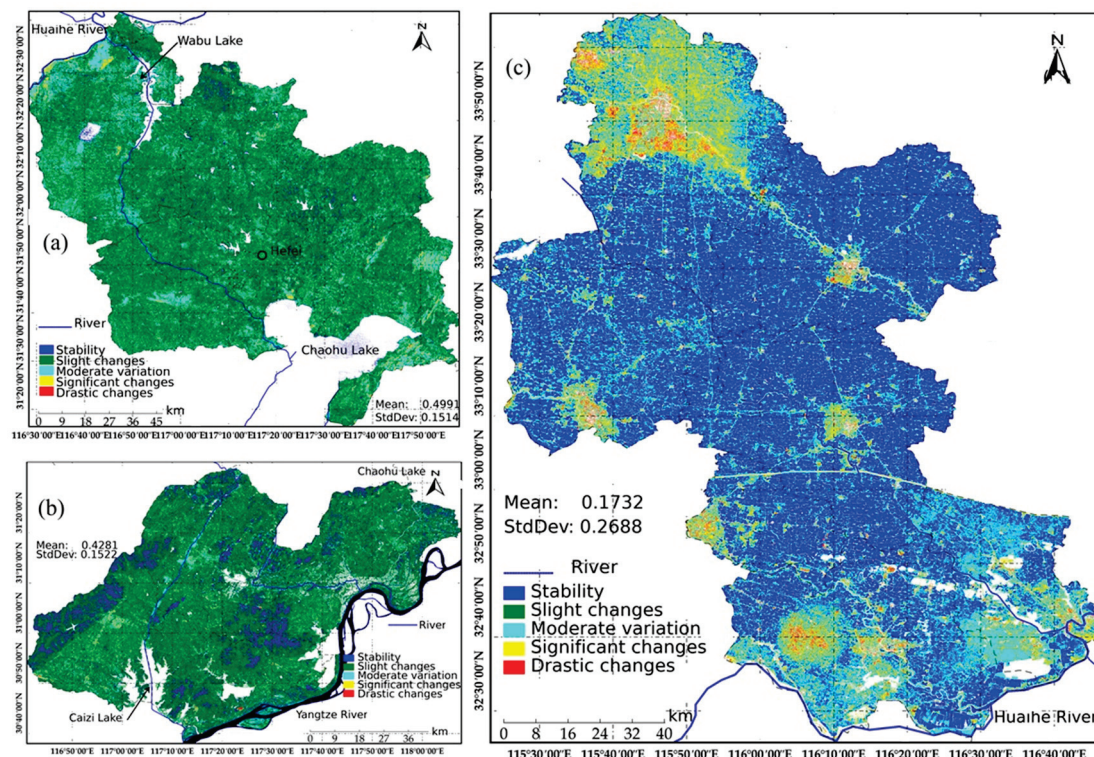 Huaihe River
Wabu Lake
N
32°30′00″N
32°20′00″N
32°10′00″N
32°00′00″N
31°50′00″N
31°40′00″N
31°30′00″N
31°20′00″N
(a)
Hefei
River
Chaohu Lake
Stability
Slight changes
Moderate variation
Significant changes
Drastic changes
Mean: 0.4991
StdDev: 0.1514
km
0 9 18 27 36 45
116°30′00″E 116°40′00″E 116°50′00″E 117°00′00″E 117°10′00″E 117°20′00″E 117°30′00″E 117°40′00″E 117°50′00″E
(b)
Chaohu Lake
N
Mean: 0.4281
StdDev: 0.1522
31°20′00″N
31°10′00″N
31°00′00″N
30°50′00″N
30°40′00″N
River
Stability
Slight changes
Moderate variation
Significant changes
Drastic changes
Caizi Lake
Yangtze River
km
0 9 18 27 36
116°50′00″E 117°00′00″E 117°10′00″E 117°20′00″E 117°30′00″E 117°40′00″E 117°50′00″E 118°00′00″E
(c)
N
33°50′00″N
33°40′00″N
33°30′00″N
33°20′00″N
33°10′00″N
33°00′00″N
32°50′00″N
32°40′00″N
32°30′00″N
Mean: 0.1732
StdDev: 0.2688
River
Stability
Slight changes
Moderate variation
Significant changes
Drastic changes
km
0 8 16 24 32 40
Huaihe River
115°30′00″E 115°40′00″E 115°50′00″E 116°00′00″E 116°10′00″E 116°20′00″E 116°30′00″E 116°40′00″E